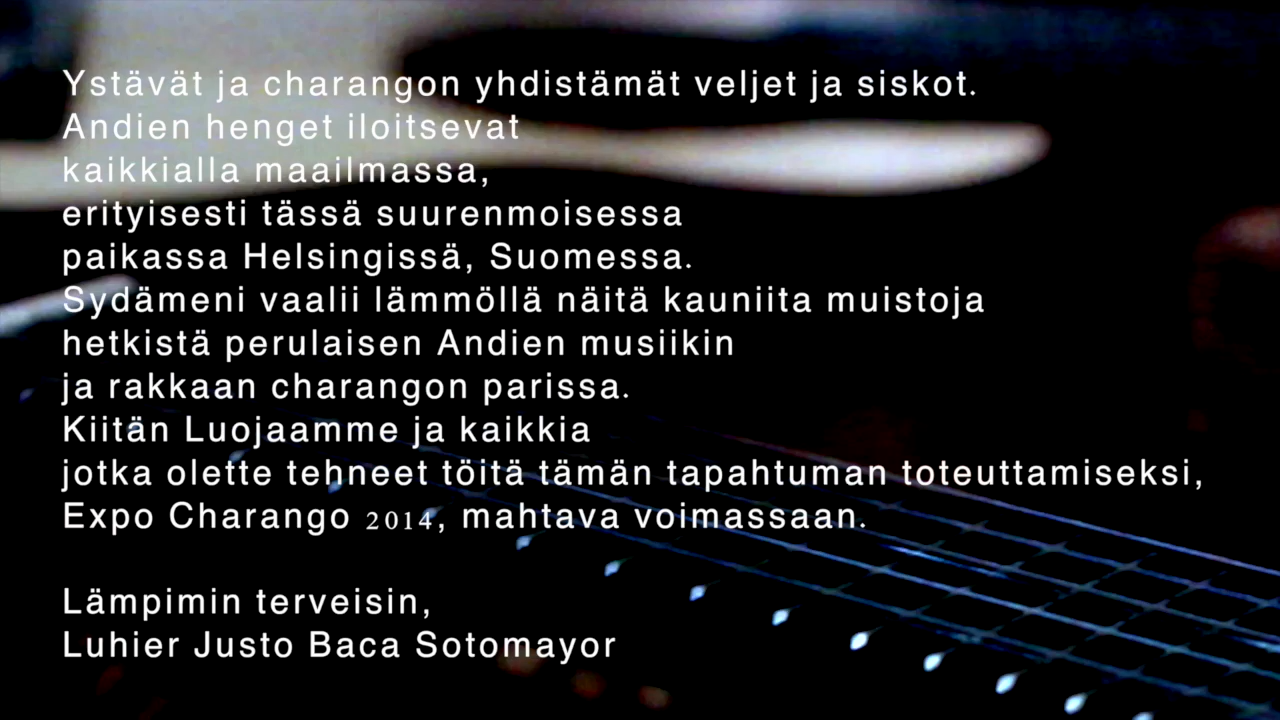 Ystävät ja charangon yhdistämät veljet ja siskot.
Andien henget iloitsevat
kaikkialla maailmassa,
erityisesti tässä suurenmoisessa
paikassa Helsingissä, Suomessa.
Sydämeni vaalii lämmöllä näitä kauniita muistoja
hetkistä perulaisen Andien musiikin
ja rakkaan charangon parissa.
Kiitän Luojaamme ja kaikkia
jotka olette tehneet töitä tämän tapahtuman toteuttamiseksi,
Expo Charango 2014, mahtava voimassaan.
Lämpimin terveisin,
Luhier Justo Baca Sotomayor